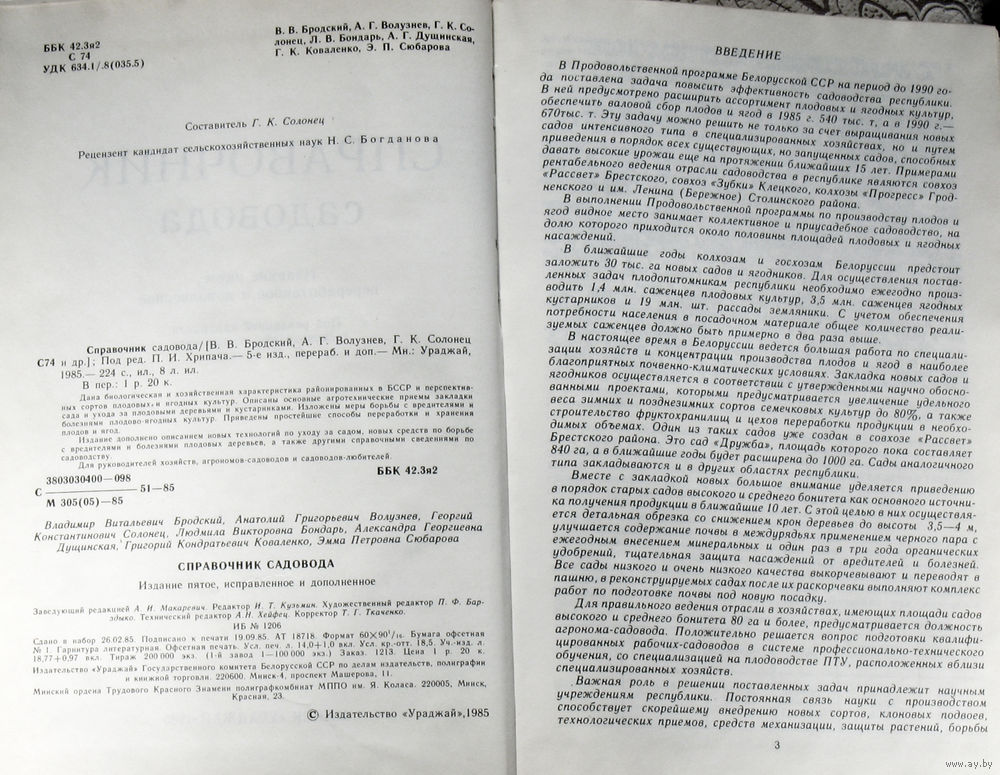 ББК 42.3я2
С 74
УДК 634.1/.8(035.5)
В. В. Бродский, А. Г. Волузнев, Г. К. Со-
лонец, Л. В. Бондарь, А. Г. Дущинская,
Г. К. Коваленко, Э. П. Сюбарова
Составитель Г. К. Солонец
Рецензент кандидат сельскохозяйственных наук Н. С. Богданова
Справочник садовода/[В. В. Бродский, А. Г. Волузнев, Г. К. Солонец
С74 и др.]; Под ред. П. И. Хрипача.— 5-е изд., перераб. и доп.— Мн.: Ураджай,
1985.— 224 с., ил., 8 л. ил.
В пер.: 1 р. 20 к.
Дана биологическая и хозяйственная характеристика районированных в БССР и перспектив-
ных сортов плодовых и ягодных культур. Описаны основные агротехнические приемы закладки
сада и ухода за плодовыми деревьями и кустарниками. Изложены меры борьбы с вредителями и
болезнями плодово-ягодных культур. Приведены простейшие способы переработки и хранения
плодов и ягод.
Издание дополнено описанием новых технологий по уходу за садом, новых средств по борьбе
с вредителями и болезнями плодовых деревьев, а также другими справочными сведениями по
садоводству.
Для руководителей хозяйств, агрономов-садоводов и садоводов-любителей.
3803030400—098
С ———————— 51—85
М 305(05)—85
ББК 42.3я2
Владимир Витальевич Бродский, Анатолий Григорьевич Волузнев, Георгий
Константинович Солонец, Людмила Викторовна Бондарь, Александра Георгиевна
Дущинская, Григорий Кондратьевич Коваленко, Эмма Петровна Сюбарова
СПРАВОЧНИК САДОВОДА
Издание пятое, исправленное и дополненное
Заведующий редакцией А. И. Макаревич. Редактор И. Т. Кузьмин. Художественный редактор П. Ф. Бар-
здыко. Технический редактор А. Н. Хейфец. Корректор Т. Г. Ткаченко.
ИБ № 1206
Сдано в набор 26.02.85. Подписано к печати 19.09.85. АТ 18718. Формат 60×90¹/₁₆. Бумага офсетная
№ 1. Гарнитура литературная. Офсетная печать. Усл. печ. л. 14,0+1,0 вкл. Усл. кр.-отт. 18,5. Уч.-изд. л.
18,77+0,97 вкл. Тираж 200 000 экз. (1-й завод 1—100 000 экз.) Заказ 1213. Цена 1 р. 20 к.
Издательство «Ураджай» Государственного комитета Белорусской ССР по делам издательств, полиграфии
и книжной торговли. 220600, Минск-4, проспект Машерова, 11.
Минский ордена Трудового Красного Знамени полиграфкомбинат МППО им. Я. Коласа. 220005, Минск,
Красная, 23.
© Издательство «Ураджай», 1985
ВВЕДЕНИЕ
В Продовольственной программе Белорусской ССР на период до 1990 го-
да поставлена задача повысить эффективность садоводства республики.
В ней предусмотрено расширить ассортимент плодовых и ягодных культур,
обеспечить валовой сбор плодов и ягод в 1985 г. 540 тыс. т, а в 1990 г.—
670тыс. т. Эту задачу можно решить не только за счет выращивания новых
садов интенсивного типа в специализированных хозяйствах, но и путем
приведения в порядок всех существующих, но запущенных садов, способных
давать высокие урожаи еще на протяжении ближайших 15 лет. Примерами
рентабельного ведения отрасли садоводства в республике являются совхоз
«Рассвет» Брестского, совхоз «Зубки» Клецкого, колхозы «Прогресс» Грод-
ненского и им. Ленина (Бережное) Столинского района.
В выполнении Продовольственной программы по производству плодов и
ягод видное место занимает коллективное и приусадебное садоводство, на
долю которого приходится около половины площадей плодовых и ягодных
насаждений.
В ближайшие годы колхозам и госхозам Белоруссии предстоит
заложить 30 тыс. га новых садов и ягодников. Для осуществления постав-
ленных задач плодопитомникам республики необходимо ежегодно произ-
водить 1,4 млн. саженцев плодовых культур, 3,5 млн. саженцев ягодных
кустарников и 19 млн. шт. рассады земляники. С учетом обеспечения
потребности населения в посадочном материале общее количество реали-
зуемых саженцев должно быть примерно в два раза выше.
В настоящее время в Белоруссии ведется большая работа по специали-
зации хозяйств и концентрации производства плодов и ягод в наиболее
благоприятных почвенно-климатических условиях. Закладка новых садов и
ягодников осуществляется в соответствии с утвержденными научно обосно-
ванными проектами, которыми предусматривается увеличение удельного
веса зимних и позднезимних сортов семечковых культур до 80%, а также
строительство фруктохранилищ и цехов переработки продукции в необхо-
димых объемах. Один из таких садов уже создан в совхозе «Рассвет»
Брестского района. Это сад «Дружба», площадь которого пока составляет
840 га, а в ближайшие годы будет расширена до 1000 га. Сады аналогичного
типа закладываются и в других областях республики.
Вместе с закладкой новых большое внимание уделяется приведению
в порядок старых садов высокого и среднего бонитета как основного источни-
ка получения продукции в ближайшие 10 лет. С этой целью в них осуществля-
ется детальная обрезка со снижением крон деревьев до высоты 3,5—4 м,
улучшается содержание почвы в междурядьях применением черного пара с
ежегодным внесением минеральных и один раз в три года органических
удобрений, тщательная защита насаждений от вредителей и болезней.
Все сады низкого и очень низкого качества выкорчевывают и переводят в
пашню, в реконструируемых садах после их раскорчевки выполняют комплекс
работ по подготовке почвы под новую посадку.
Для правильного ведения отрасли в хозяйствах, имеющих площади садов
высокого и среднего бонитета 80 га и более, предусматривается должность
агронома-садовода. Положительно решается вопрос подготовки квалифи-
цированных рабочих-садоводов в системе профессионально-технического
обучения, со специализацией на плодоводстве ПТУ, расположенных вблизи
специализированных хозяйств.
Важная роль в решении поставленных задач принадлежит научным
учреждениям республики. Постоянная связь науки с производством
способствует скорейшему внедрению новых сортов, клоновых подвоев,
технологических приемов, средств механизации, защиты растений, борьбы
3
www.ay.by